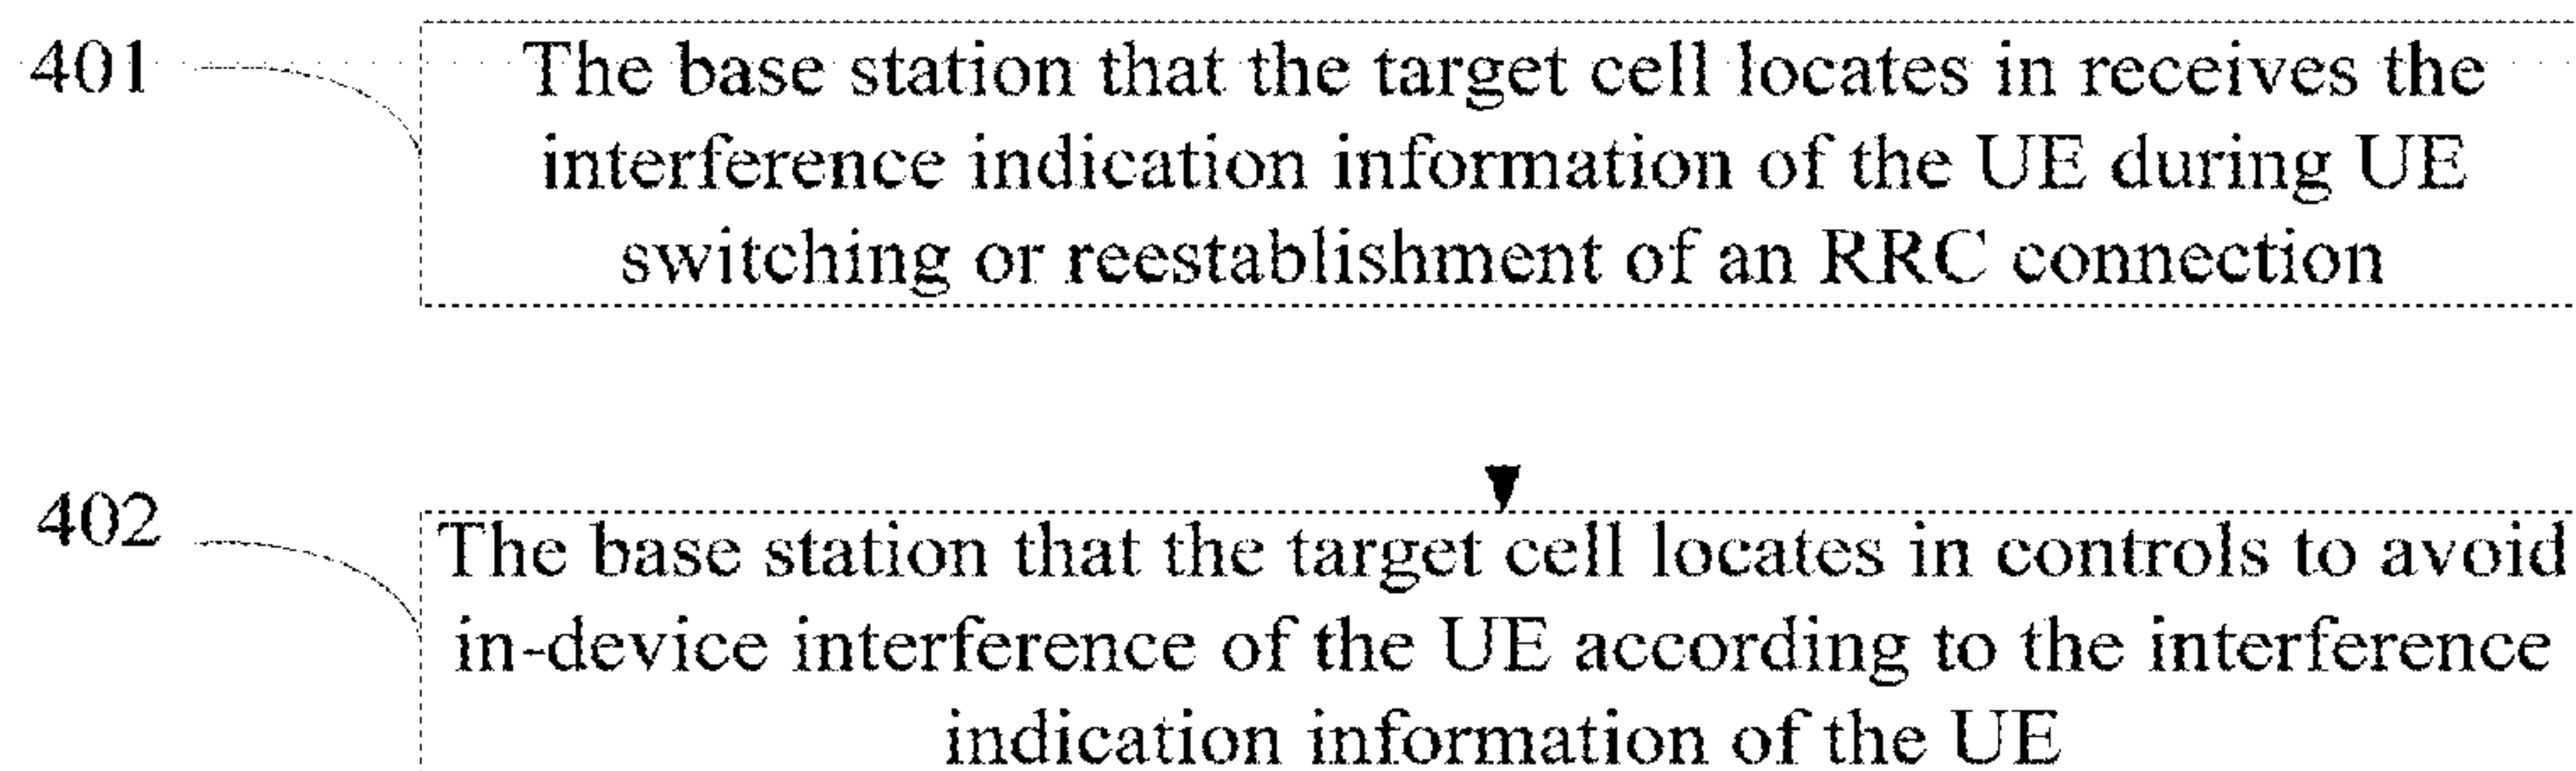 401
The base station that the target cell locates in receives the
interference indication information of the UE during UE
switching or reestablishment of an RRC connection
402
The base station that the target cell locates in controls to avoid
in-device interference of the UE according to the interference
indication information of the UE